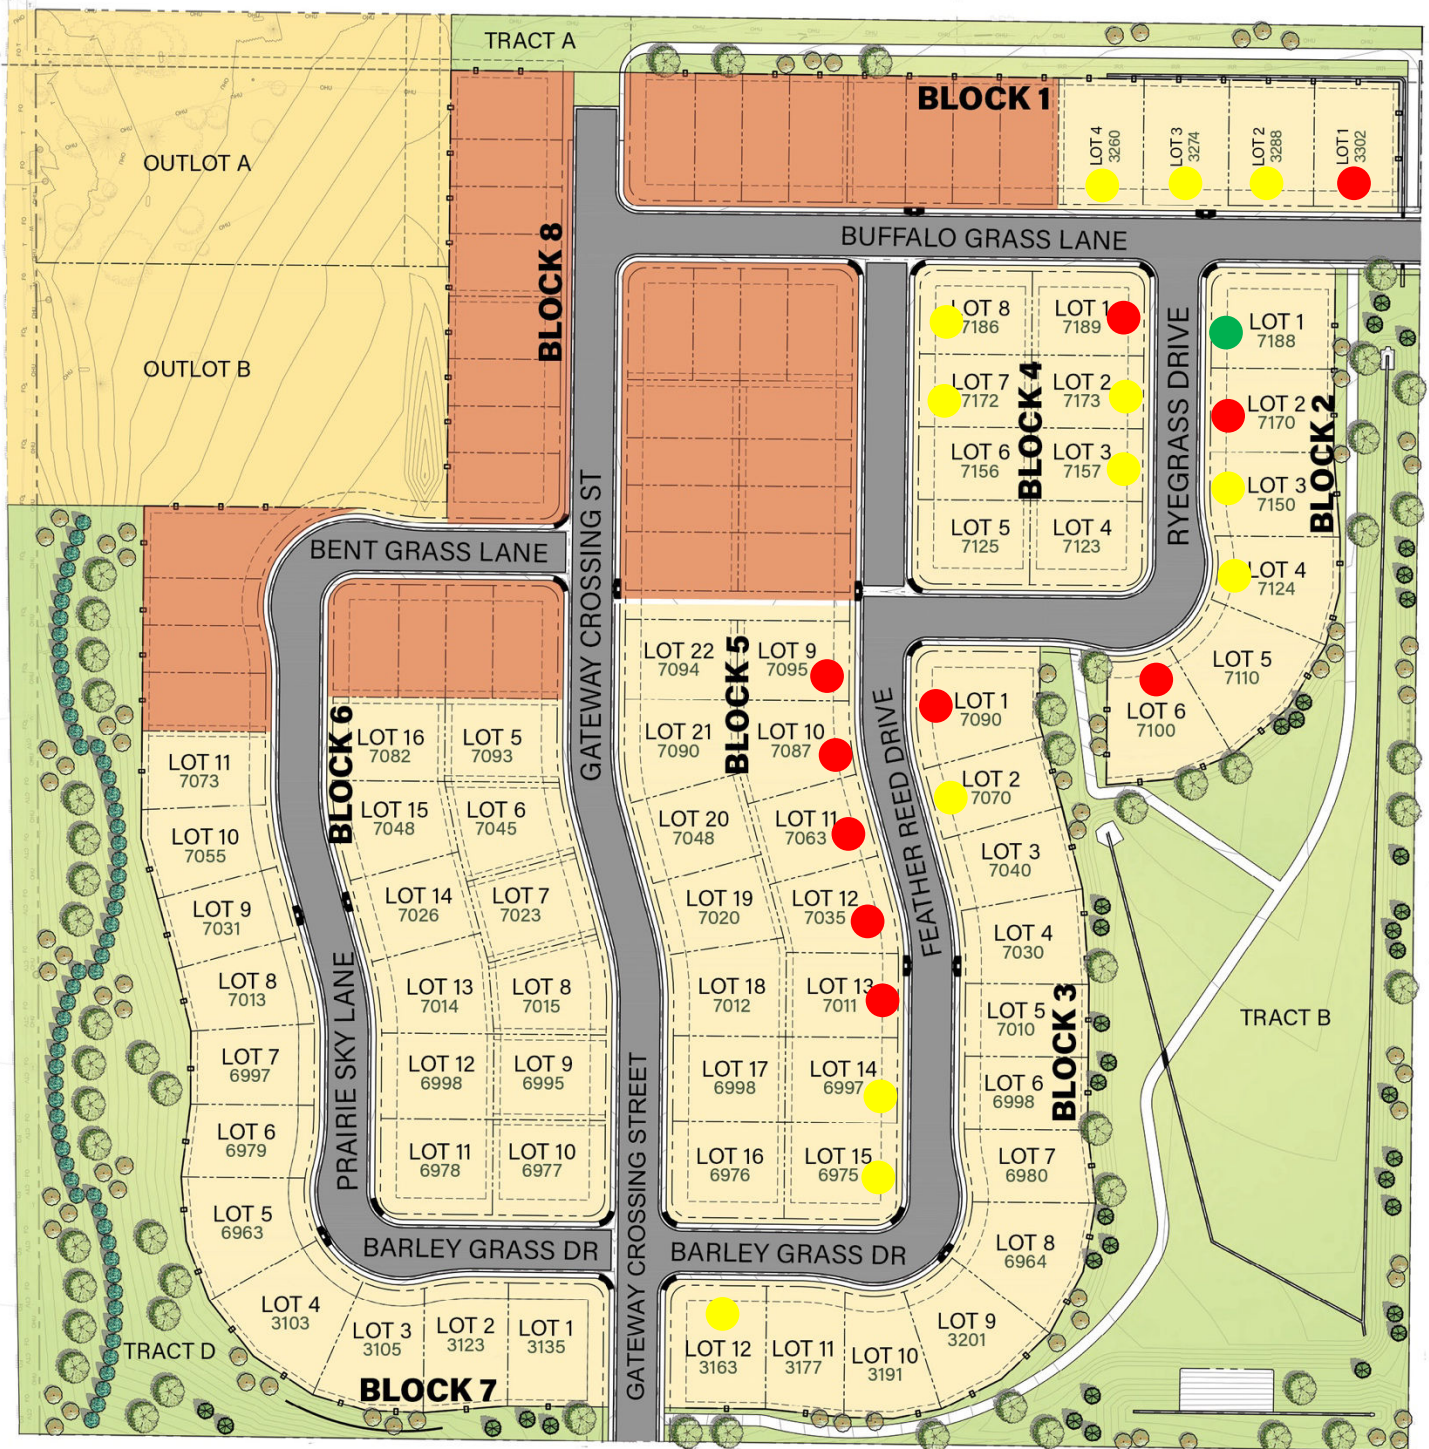 TRACT A
BLOCK 1
LOT 4
3260
LOT 3
3274
LOT 2
3288
LOT 1
3302
OUTLOT A
BLOCK 8
BUFFALO GRASS LANE
OUTLOT B
LOT 8
7186
LOT 1
7189
LOT 7
7172
LOT 2
7173
LOT 6
7156
LOT 3
7157
LOT 5
7125
LOT 4
7123
BLOCK 4
RYEGRASS DRIVE
LOT 1
7188
LOT 2
7170
LOT 3
7150
LOT 4
7124
LOT 5
7110
LOT 6
7100
BLOCK 2
BENT GRASS LANE
GATEWAY CROSSING ST
LOT 22
7094
LOT 9
7095
LOT 21
7090
LOT 10
7087
LOT 20
7048
LOT 11
7063
LOT 19
7020
LOT 12
7035
LOT 18
7012
LOT 13
7011
LOT 17
6998
LOT 14
6997
LOT 16
6976
LOT 15
6975
BLOCK 5
FEATHER REED DRIVE
LOT 1
7090
LOT 2
7070
LOT 3
7040
LOT 4
7030
LOT 5
7010
LOT 6
6998
LOT 7
6980
LOT 8
6964
LOT 9
3201
LOT 10
3191
LOT 11
3177
LOT 12
3163
BLOCK 3
TRACT B
BLOCK 6
LOT 16
7082
LOT 5
7093
LOT 15
7048
LOT 6
7045
LOT 14
7026
LOT 7
7023
LOT 13
7014
LOT 8
7015
LOT 12
6998
LOT 9
6995
LOT 11
6978
LOT 10
6977
PRAIRIE SKY LANE
LOT 11
7073
LOT 10
7055
LOT 9
7031
LOT 8
7013
LOT 7
6997
LOT 6
6979
LOT 5
6963
LOT 4
3103
LOT 3
3105
LOT 2
3123
LOT 1
3135
BLOCK 7
TRACT D
BARLEY GRASS DR
BARLEY GRASS DR
GATEWAY CROSSING STREET